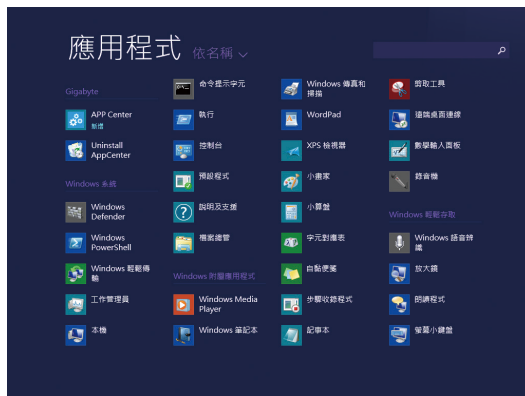 應用程式 依名稱
Gigabyte
APP Center
新增
Uninstall
AppCenter
Windows 系統
Windows
Defender
Windows
PowerShell
Windows 輕鬆傳
輸
工作管理員
本機
命令提示字元
執行
控制台
預設程式
說明及支援
檔案總管
Windows 附屬應用程式
Windows Media
Player
Windows 筆記本
Windows 傳真和
掃描
WordPad
XPS 檢視器
小畫家
小算盤
字元對應表
自黏便箋
步驟收錄程式
記事本
剪取工具
遠端桌面連線
數學輸入面板
錄音機
Windows 輕鬆存取
Windows 語音辨
識
放大鏡
朗讀程式
螢幕小鍵盤